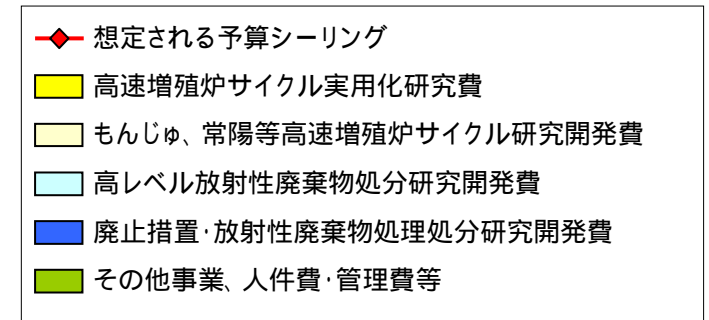 想定される予算シーリング
高速増殖炉サイクル実用化研究費
もんじゅ、常陽等高速増殖炉サイクル研究開発費
高レベル放射性廃棄物処分研究開発費
廃止措置・放射性廃棄物処理処分研究開発費
その他事業、人件費・管理費等